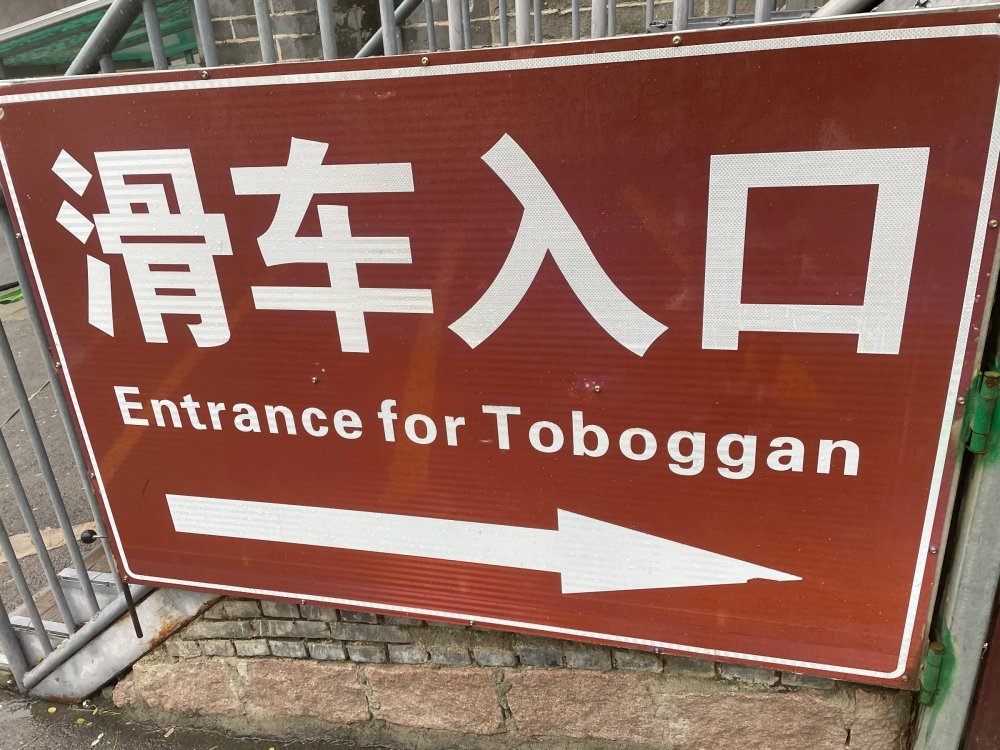 滑车入口
Entrance for Toboggan